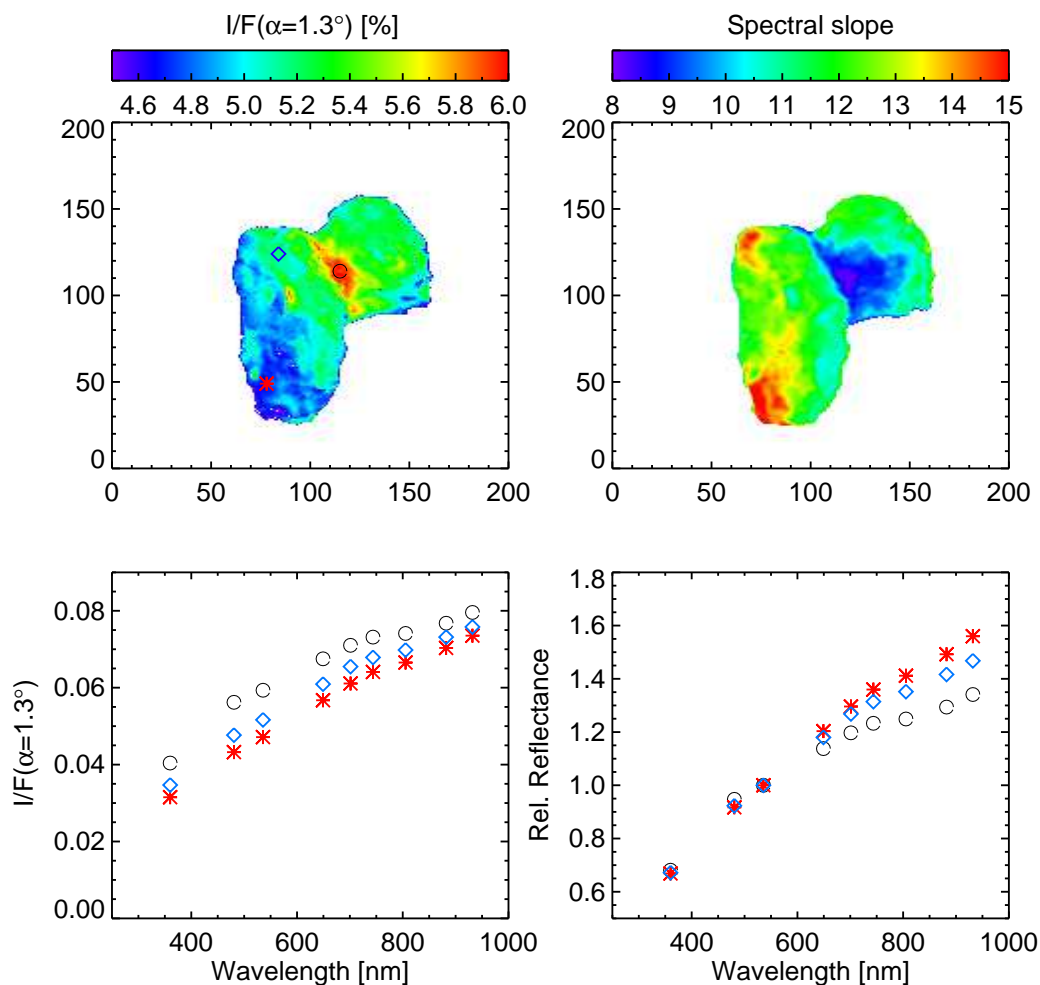 I/F(α=1.3°) [%]
4.6 4.8 5.0 5.2 5.4 5.6 5.8 6.0
200
150
100
50
0
0 50 100 150 200
Spectral slope
8 9 10 11 12 13 14 15
200
150
100
50
0
0 50 100 150 200
I/F(α=1.3°)
0.08
0.06
0.04
0.02
0.00
400 600 800 1000
Wavelength [nm]
Rel. Reflectance
1.8
1.6
1.4
1.2
1.0
0.8
0.6
400 600 800 1000
Wavelength [nm]